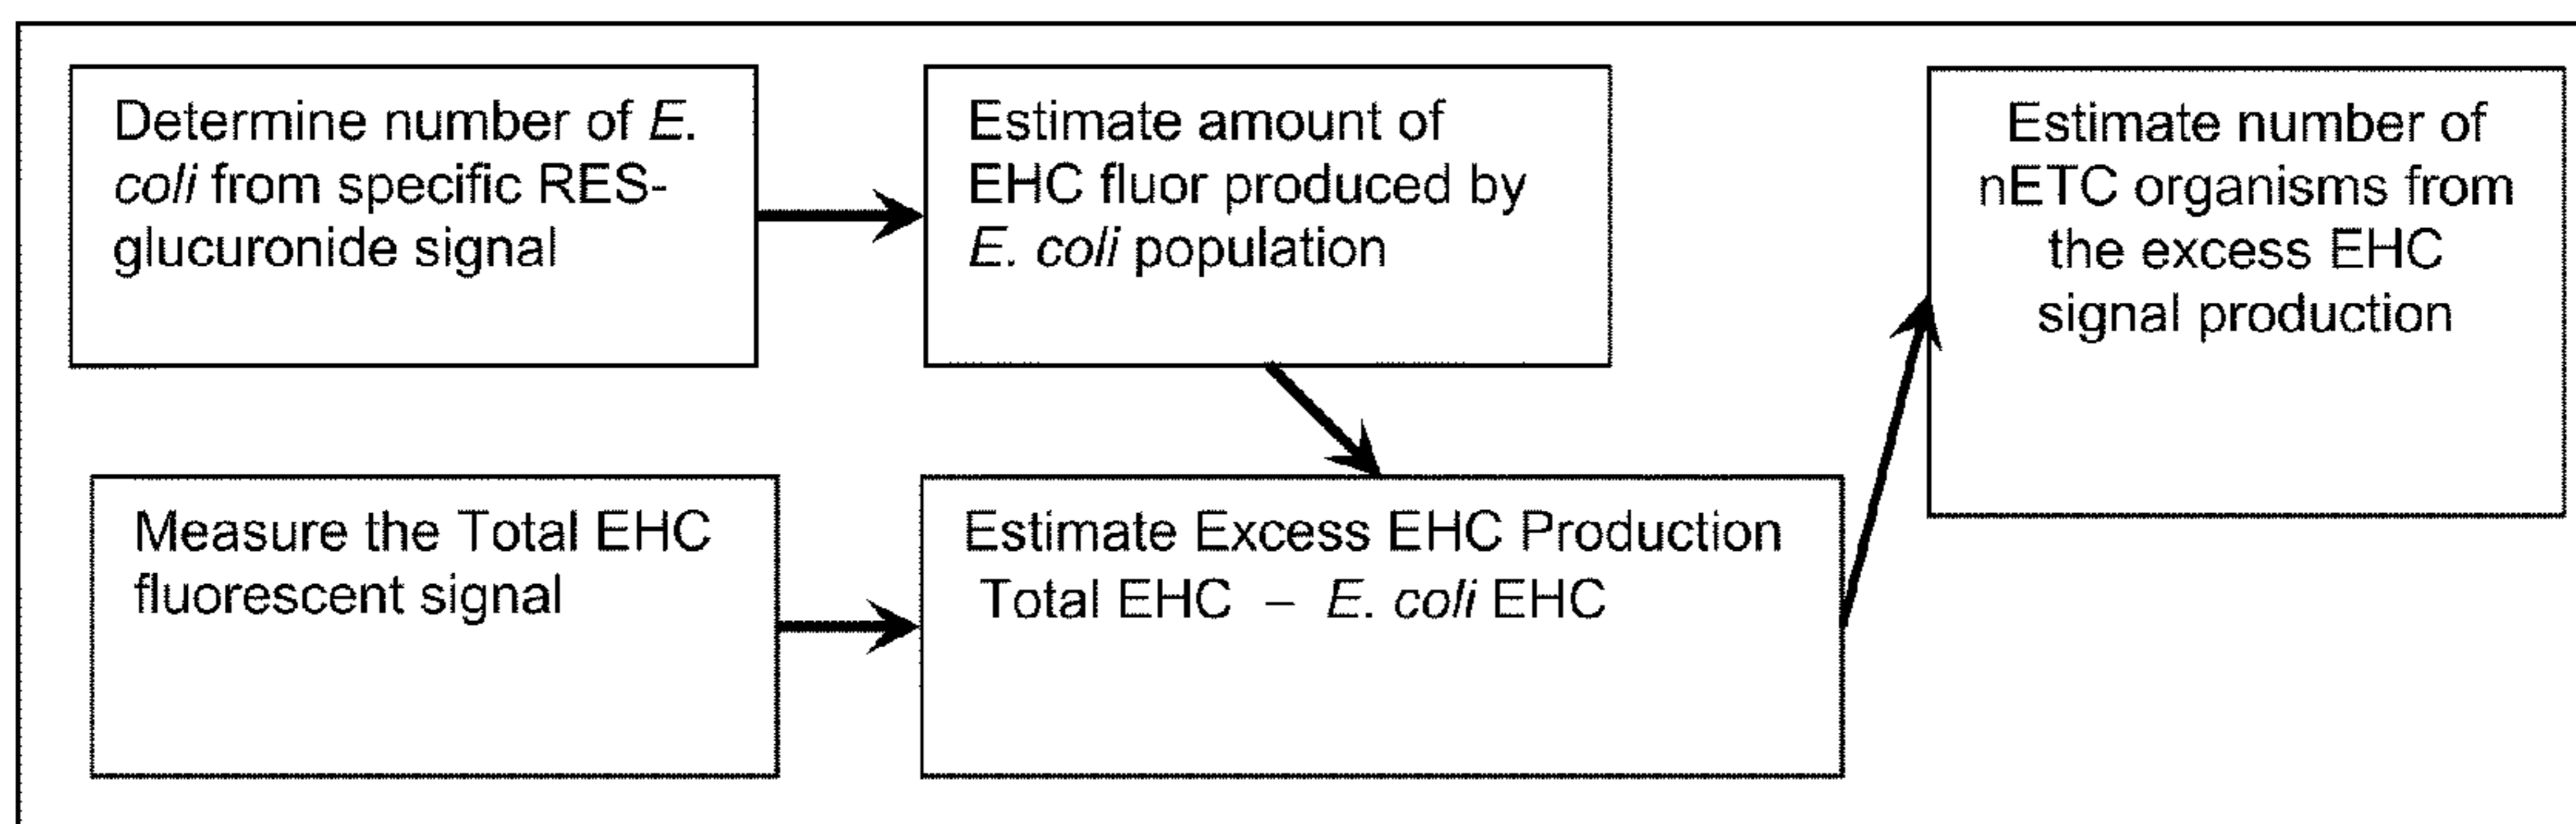 Determine number of E.
coli from specific RES-
glucuronide signal
Estimate amount of
EHC fluor produced by
E. coli population
Estimate number of
nETC organisms from
the excess EHC
signal production
Measure the Total EHC
fluorescent signal
Estimate Excess EHC Production
Total EHC – E. coli EHC